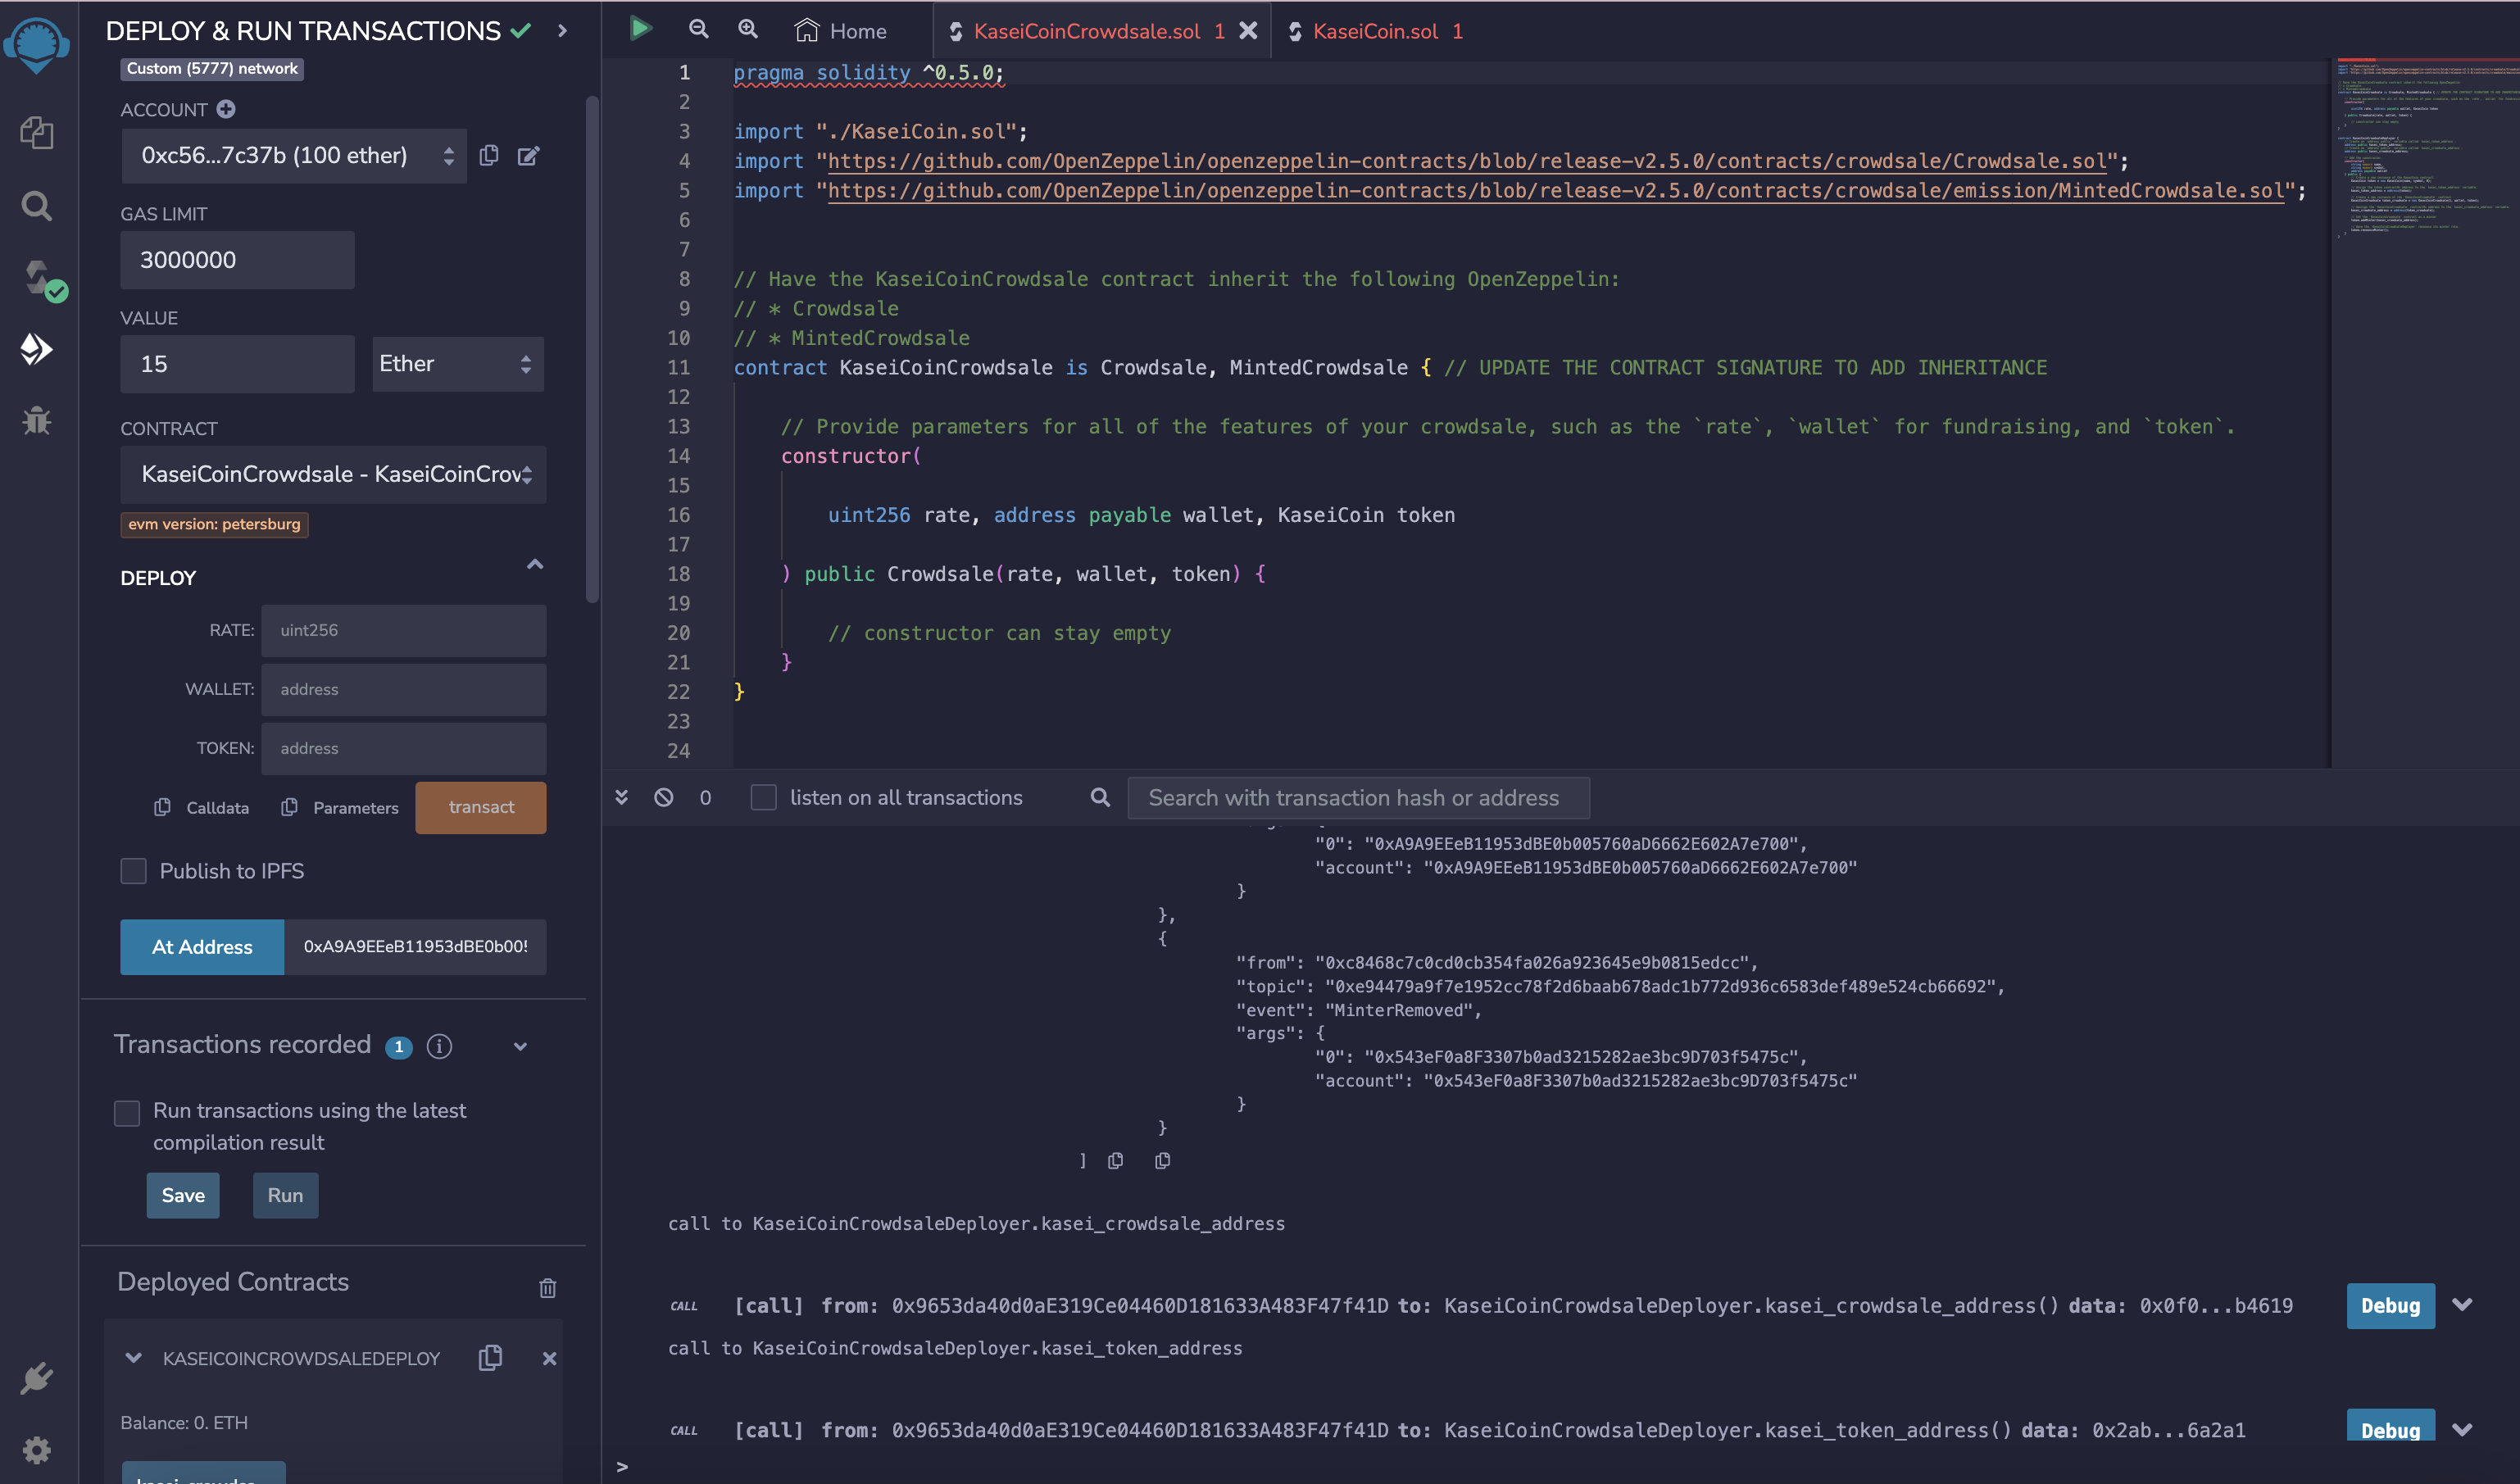 DEPLOY & RUN TRANSACTIONS
Custom (5777) network
ACCOUNT
0xc56...7c37b (100 ether)
GAS LIMIT
3000000
VALUE
15
Ether
CONTRACT
KaseiCoinCrowdsale - KaseiCoinCrow
evm version: petersburg
DEPLOY
RATE: uint256
WALLET: address
TOKEN: address
Calldata Parameters transact
Publish to IPFS
At Address 0xA9A9EEeB11953dBE0b005
Transactions recorded 1 i
Run transactions using the latest
compilation result
Save Run
Deployed Contracts
KASEICOINCROWDSALEDEPLOY
Balance: 0. ETH
Home KaseiCoinCrowdsale.sol 1 KaseiCoin.sol 1
1 pragma solidity ^0.5.0;
2
3 import "./KaseiCoin.sol";
4 import "https://github.com/OpenZeppelin/openzeppelin-contracts/blob/release-v2.5.0/contracts/crowdsale/Crowdsale.sol";
5 import "https://github.com/OpenZeppelin/openzeppelin-contracts/blob/release-v2.5.0/contracts/crowdsale/emission/MintedCrowdsale.sol";
6
7
8 // Have the KaseiCoinCrowdsale contract inherit the following OpenZeppelin:
9 // * Crowdsale
10 // * MintedCrowdsale
11 contract KaseiCoinCrowdsale is Crowdsale, MintedCrowdsale { // UPDATE THE CONTRACT SIGNATURE TO ADD INHERITANCE
12
13 // Provide parameters for all of the features of your crowdsale, such as the `rate`, `wallet` for fundraising, and `token`.
14 constructor(
15
16 uint256 rate, address payable wallet, KaseiCoin token
17
18 ) public Crowdsale(rate, wallet, token) {
19
20 // constructor can stay empty
21 }
22 }
23
24
0 listen on all transactions Search with transaction hash or address
"0": "0xA9A9EEeB11953dBE0b005760aD6662E602A7e700",
"account": "0xA9A9EEeB11953dBE0b005760aD6662E602A7e700"
}
},
{
"from": "0xc8468c7c0cd0cb354fa026a923645e9b0815edcc",
"topic": "0xe94479a9f7e1952cc78f2d6baab678adc1b772d936c6583def489e524cb66692",
"event": "MinterRemoved",
"args": {
"0": "0x543eF0a8F3307b0ad3215282ae3bc9D703f5475c",
"account": "0x543eF0a8F3307b0ad3215282ae3bc9D703f5475c"
}
}
]
call to KaseiCoinCrowdsaleDeployer.kasei_crowdsale_address
CALL [call] from: 0x9653da40d0aE319Ce04460D181633A483F47f41D to: KaseiCoinCrowdsaleDeployer.kasei_crowdsale_address() data: 0x0f0...b4619 Debug
call to KaseiCoinCrowdsaleDeployer.kasei_token_address
CALL [call] from: 0x9653da40d0aE319Ce04460D181633A483F47f41D to: KaseiCoinCrowdsaleDeployer.kasei_token_address() data: 0x2ab...6a2a1 Debug
>